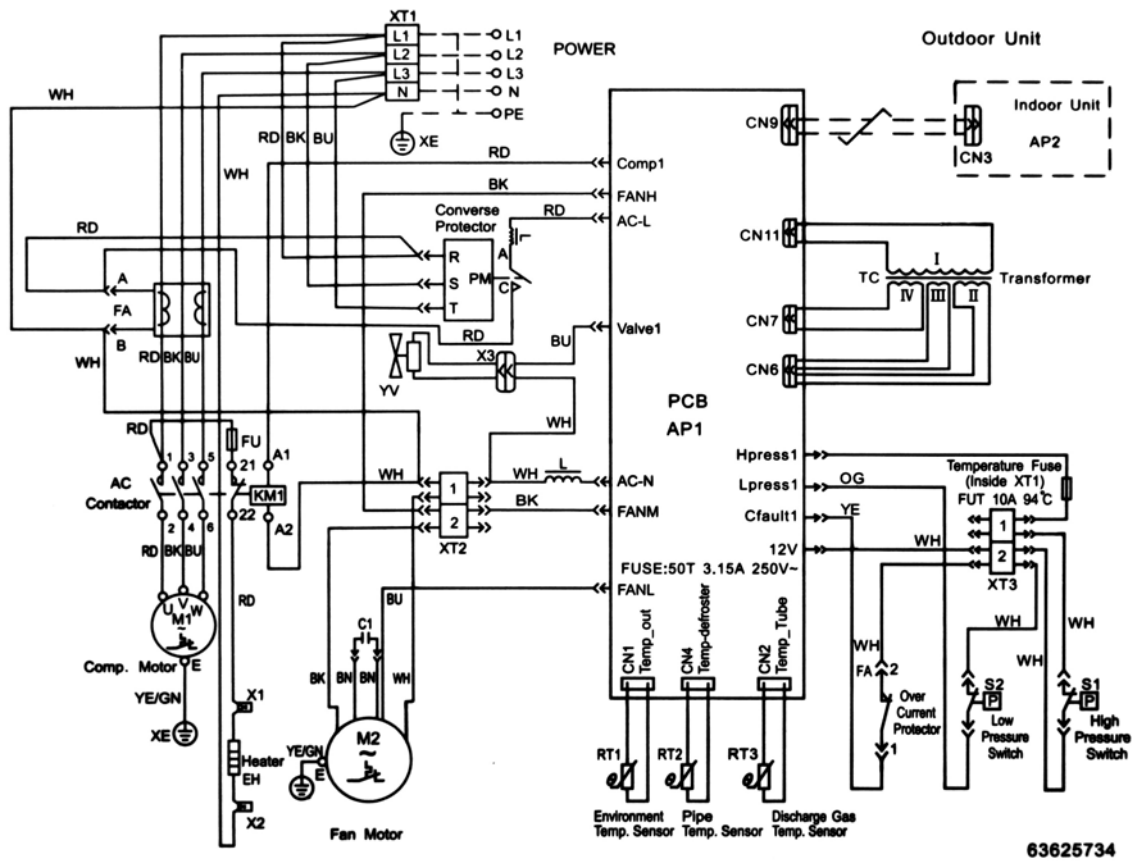 XT1
L1 L1
L2 L2
L3 L3
N N
PE
POWER
Outdoor Unit
WH
RD BK BU
XE
WH
Indoor Unit
AP2
CN3
CN9
RD
Comp1
BK
FANH
Converse
Protector
RD
AC-L
RD
R
S
T
PM
A
C
CN11
I
TC
IV III II
Transformer
CN7
CN6
A
FA
B
WH
RD BK BU
RD
BU
Valve1
YV
X3
WH
PCB
AP1
RD
FU
1 3 5 21
A1
AC
Contactor
KM1
2 4 6 22
A2
RD BK BU
WH
1
2
XT2
WH
L
AC-N
BK
FANM
Hpress1
Lpress1
OG
Cfault1
YE
12V
WH
Temperature Fuse
(Inside XT1)
FUT 10A 94°C
1
2
XT3
FUSE:50T 3.15A 250V~
FANL
BU
U V W
M1
~
Comp. Motor
E
YE/GN
XE
RD
X1
Heater
EH
X2
C1
BK BN BN WH
M2
~
YE/GN
E
Fan Motor
CN1
Temp_out
CN4
Temp-defroster
CN2
Temp_Tube
RT1
RT2
RT3
Environment
Temp. Sensor
Pipe
Temp. Sensor
Discharge Gas
Temp. Sensor
WH
FA 2
Over
Current
Protector
1
WH
S2
P
Low
Pressure
Switch
WH
WH
S1
P
High
Pressure
Switch
63625734